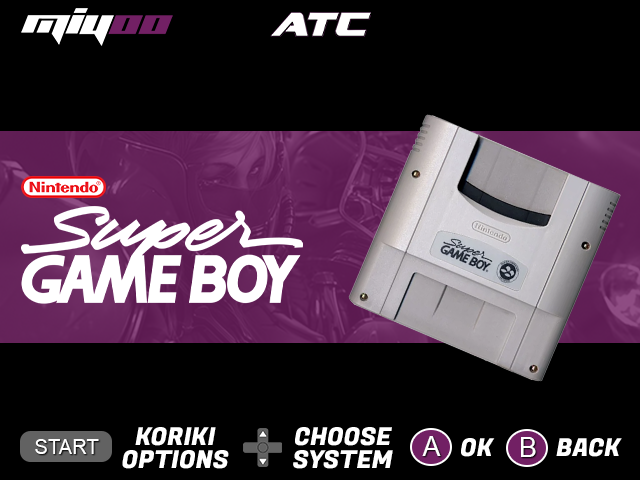 miyoo
ATC
Nintendo
Super
GAME BOY
Nintendo
Super
GAME BOY
START
KORIKI
OPTIONS
CHOOSE
SYSTEM
A
OK
B
BACK